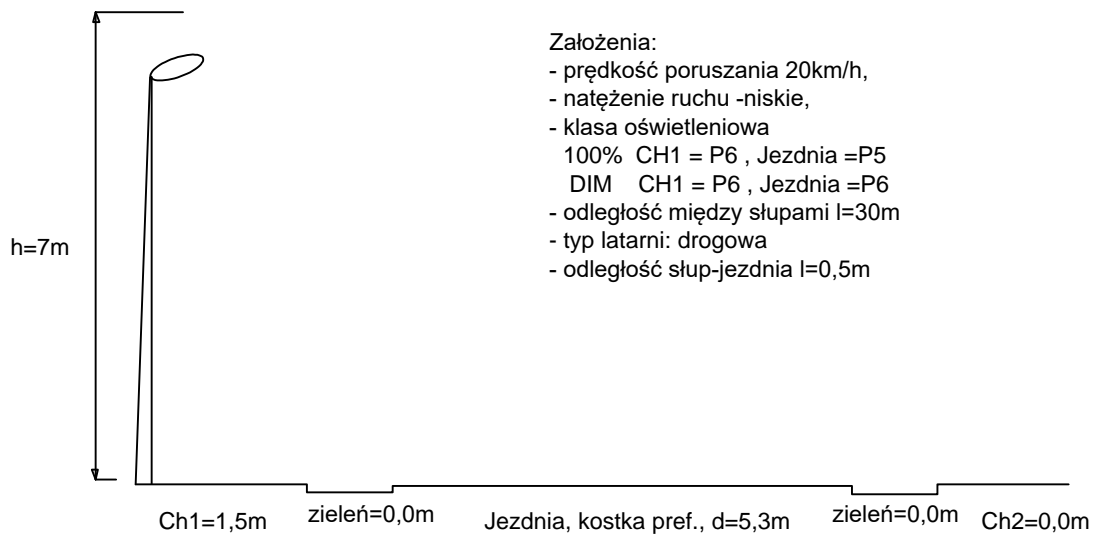 Założenia:
- prędkość poruszania 20km/h,
- natężenie ruchu -niskie,
- klasa oświetleniowa
100% CH1 = P6 , Jezdnia =P5
DIM CH1 = P6 , Jezdnia =P6
- odległość między słupami l=30m
- typ latarni: drogowa
- odległość słup-jezdnia l=0,5m
h=7m
Ch1=1,5m
zieleń=0,0m
Jezdnia, kostka pref., d=5,3m
zieleń=0,0m
Ch2=0,0m